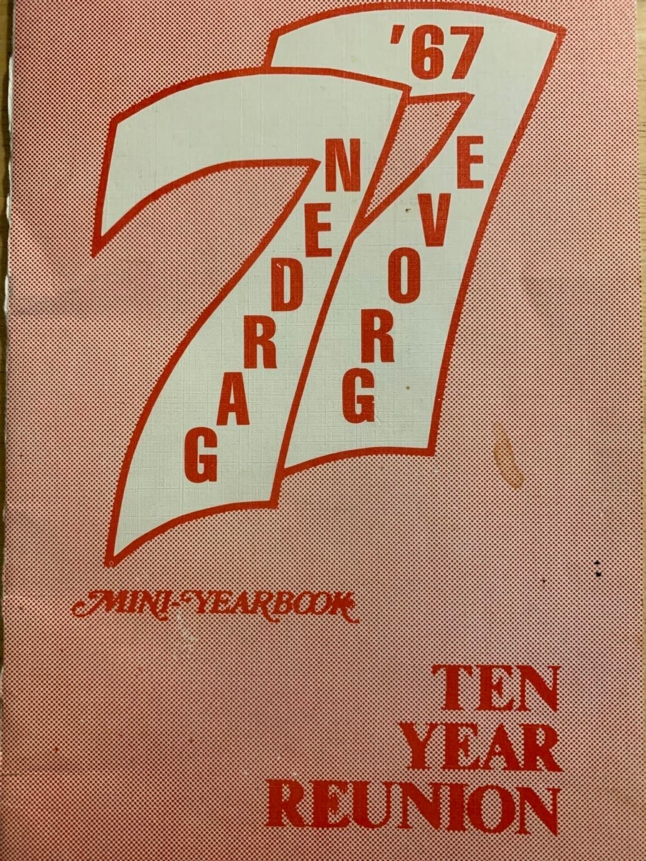 '67
GARDEN
GROVE
MINI-YEARBOOK
TEN
YEAR
REUNION